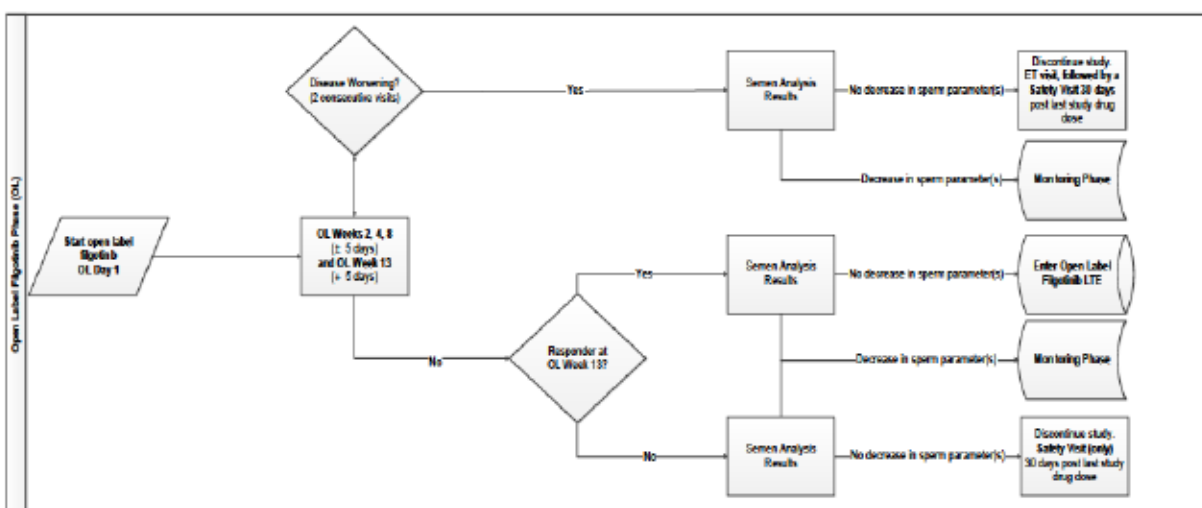 Open Label Filgotinib Phase (OL)
Disease Worsening?
(2 consecutive visits)
Yes
Semen Analysis
Results
No decrease in sperm parameter(s)
Discontinue study.
ET visit, followed by a
Safety Visit 30 days
post last study drug
dose
Decrease in sperm parameter(s)
Monitoring Phase
Start open label
filgotinib
OL Day 1
OL Weeks 2, 4, 8
(± 5 days)
and OL Week 13
(+ 5 days)
No
Responder at
OL Week 13?
Yes
Semen Analysis
Results
No decrease in sperm parameter(s)
Enter Open Label
Filgotinib LTE
Decrease in sperm parameter(s)
Monitoring Phase
No
Semen Analysis
Results
No decrease in sperm parameter(s)
Discontinue study.
Safety Visit (only)
30 days post last study
drug dose